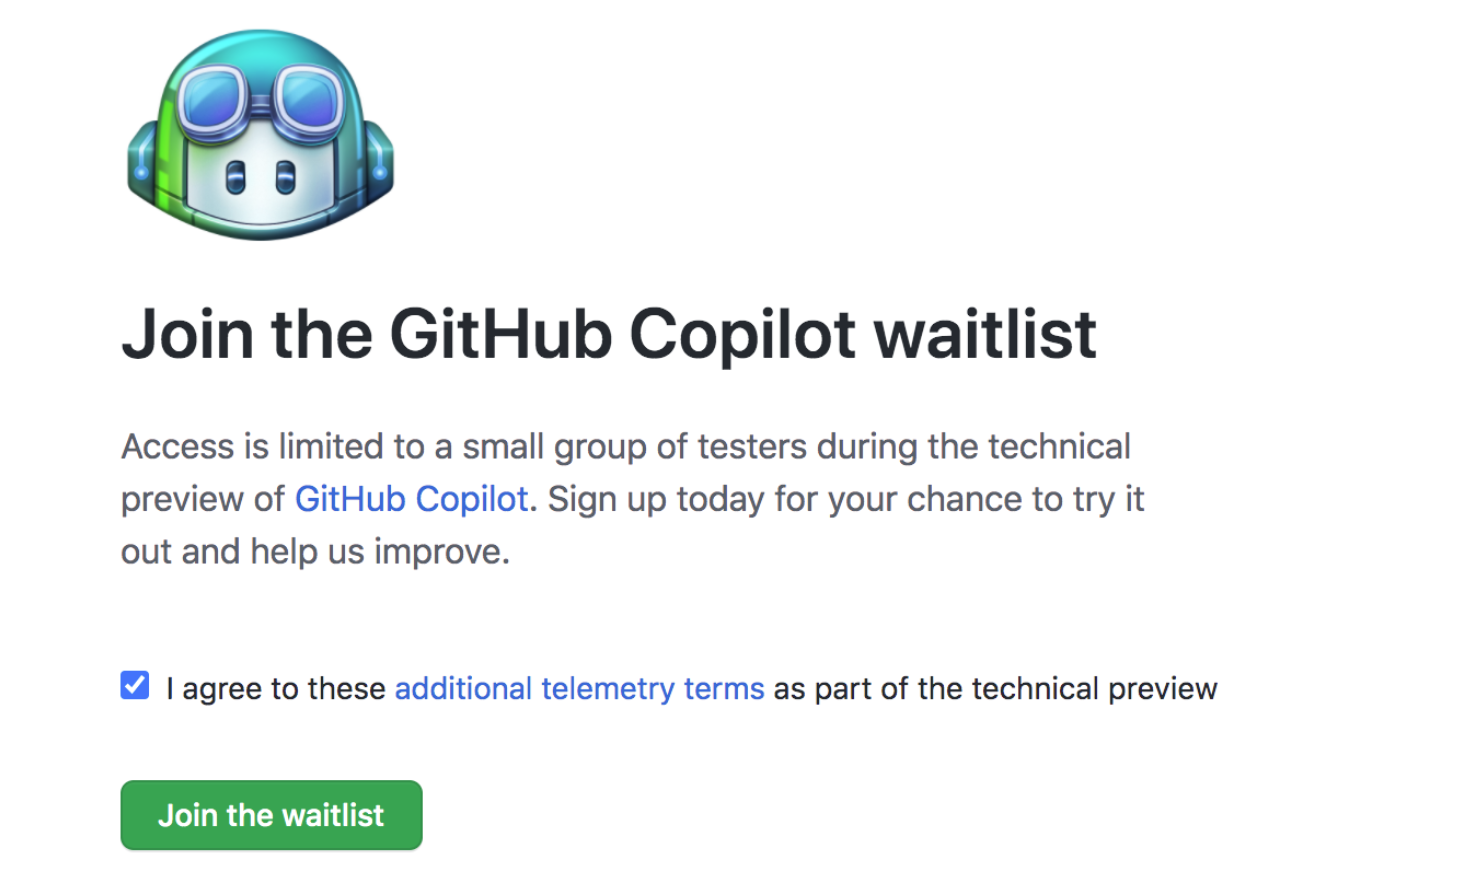 Join the GitHub Copilot waitlist
Access is limited to a small group of testers during the technical
preview of GitHub Copilot. Sign up today for your chance to try it
out and help us improve.
I agree to these additional telemetry terms as part of the technical preview
Join the waitlist